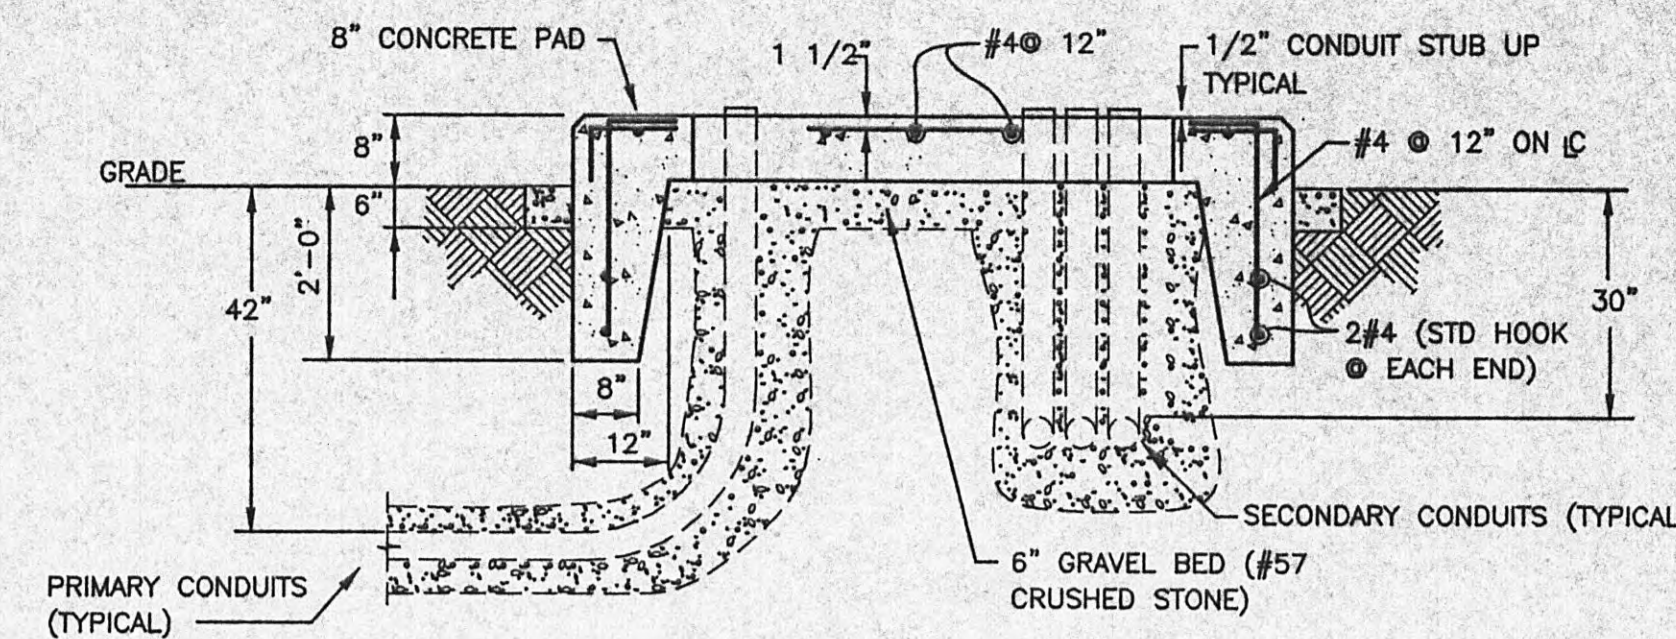 8" CONCRETE PAD
1 1/2"
#4@ 12"
1/2" CONDUIT STUB UP
TYPICAL
8"
#4 @ 12" ON ℄
GRADE
6"
2'-0"
42"
30"
2#4 (STD HOOK
@ EACH END)
8"
12"
SECONDARY CONDUITS (TYPICAL
6" GRAVEL BED (#57
CRUSHED STONE)
PRIMARY CONDUITS
(TYPICAL)